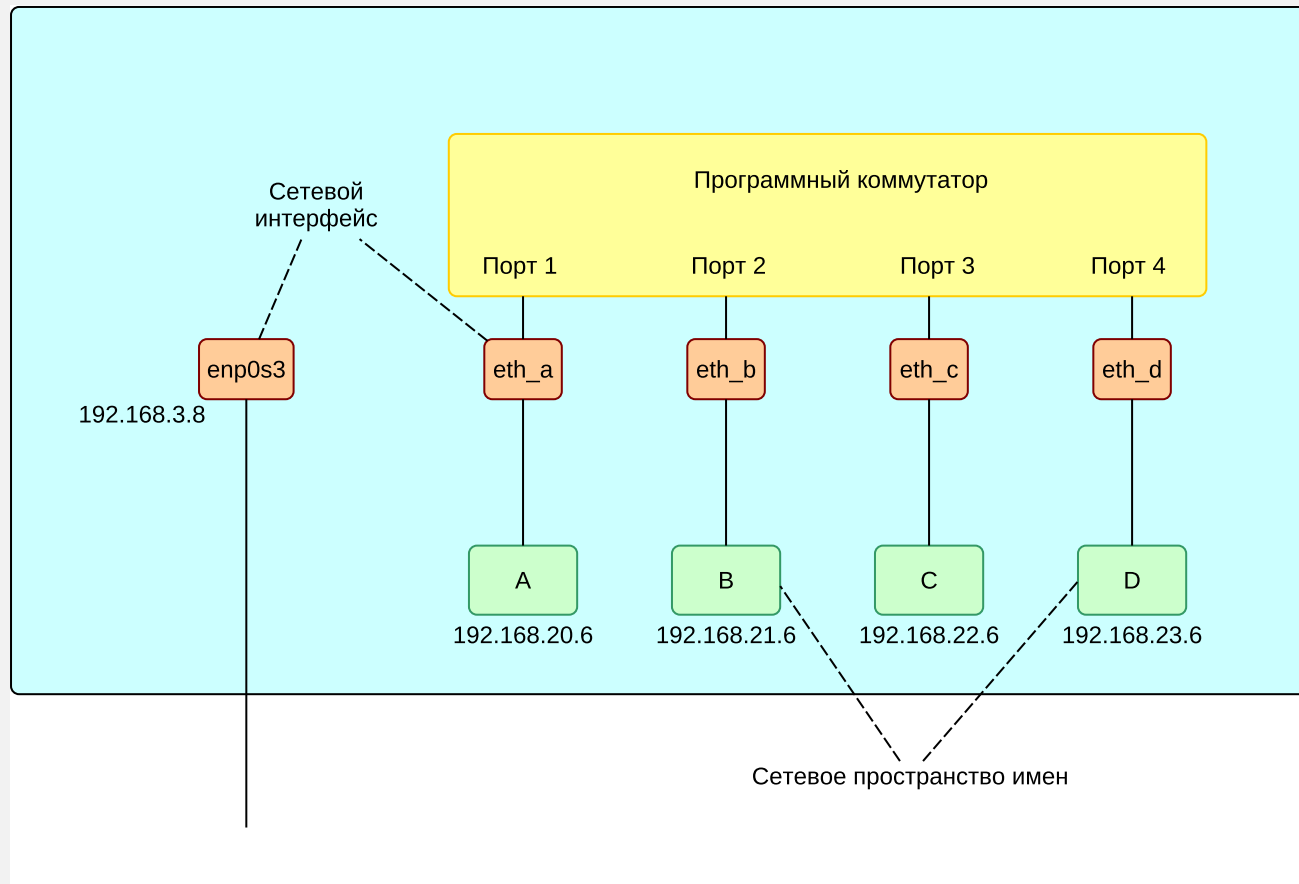 Программный коммутатор
Сетевой
интерфейс
Порт 1
Порт 2
Порт 3
Порт 4
enp0s3
eth_a
eth_b
eth_c
eth_d
192.168.3.8
A
B
C
D
192.168.20.6
192.168.21.6
192.168.22.6
192.168.23.6
Сетевое пространство имен